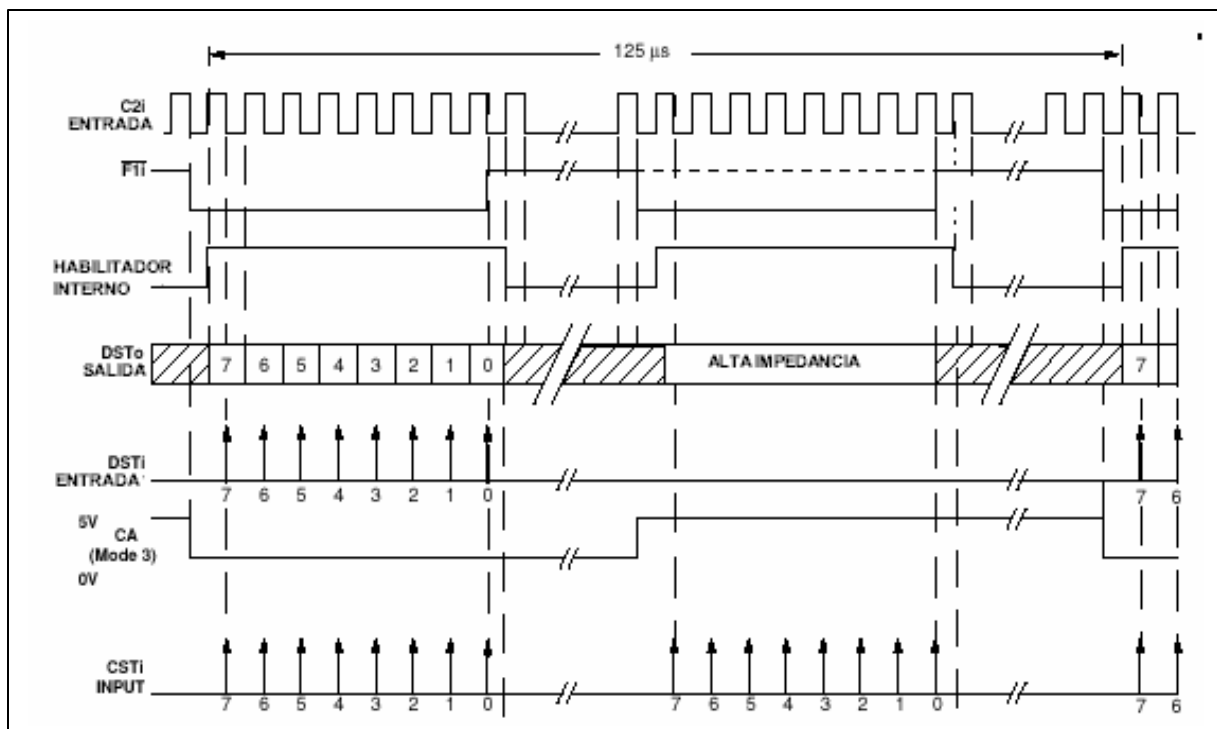 125 µs
C2i
ENTRADA
F1i
HABILITADOR
INTERNO
DSTo
SALIDA
7 6 5 4 3 2 1 0 ALTA IMPEDANCIA 7
DSTi
ENTRADA
7 6 5 4 3 2 1 0 7 6
5V
CA
(Mode 3)
0V
CSTi
INPUT
7 6 5 4 3 2 1 0 7 6 5 4 3 2 1 0 7 6